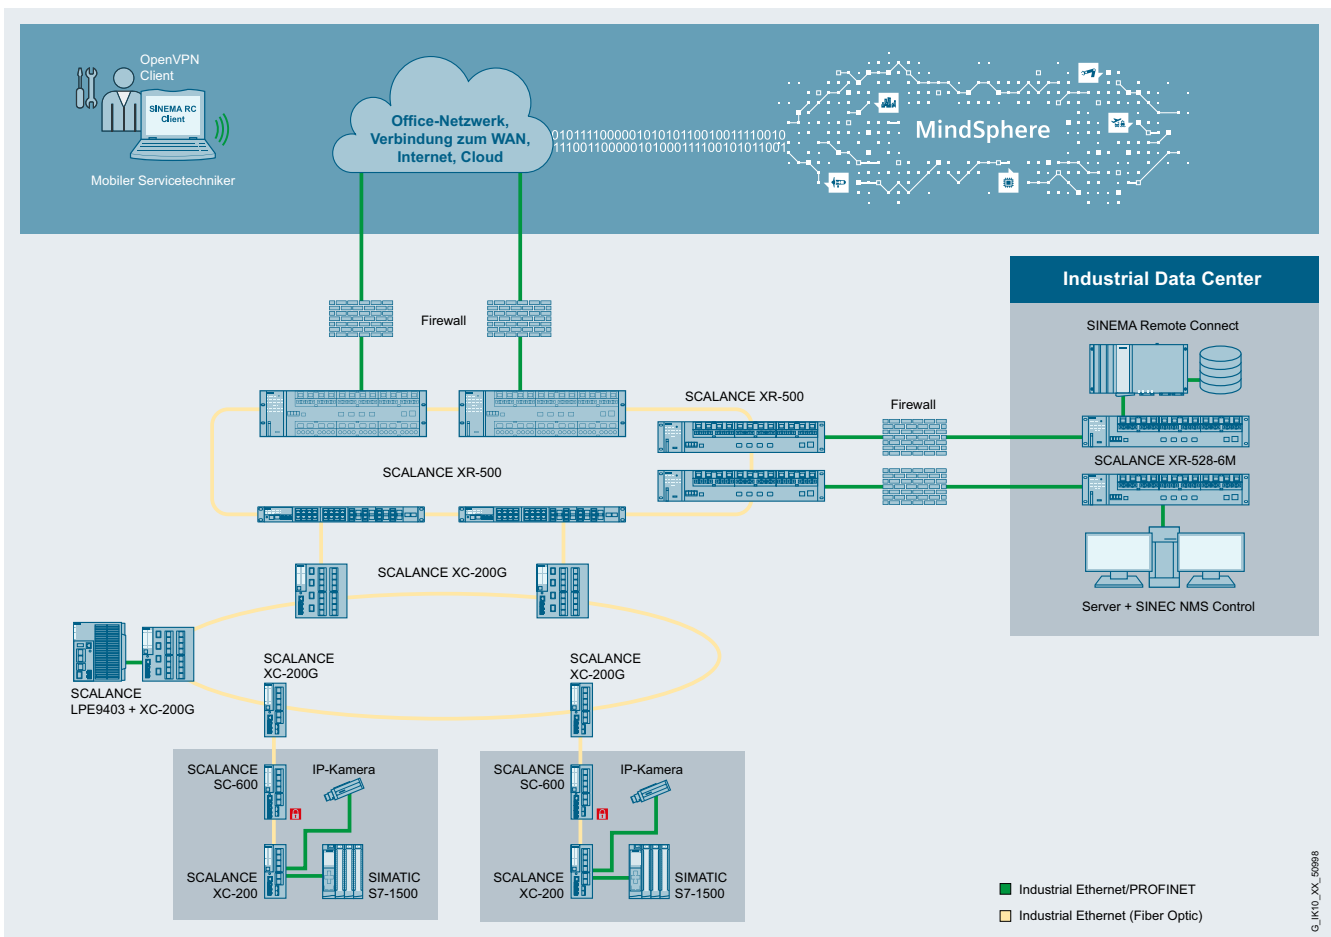 OpenVPN
Client
SINEMA RC
Client
Mobiler Servicetechniker
Office-Netzwerk,
Verbindung zum WAN,
Internet, Cloud
MindSphere
Firewall
Industrial Data Center
SINEMA Remote Connect
SCALANCE XR-500
Firewall
SCALANCE XR-528-6M
SCALANCE XR-500
SCALANCE XC-200G
Server + SINEC NMS Control
SCALANCE
XC-200G
SCALANCE
XC-200G
SCALANCE
LPE9403 + XC-200G
SCALANCE
SC-600
IP-Kamera
SCALANCE
XC-200
SIMATIC
S7-1500
SCALANCE
SC-600
IP-Kamera
SCALANCE
XC-200
SIMATIC
S7-1500
Industrial Ethernet/PROFINET
Industrial Ethernet (Fiber Optic)
G_IK10_XX_50998